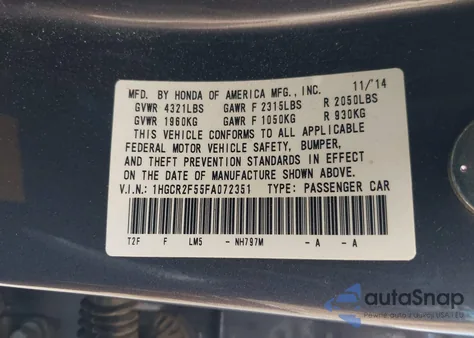 MFD. BY HONDA OF AMERICA MFG., INC. 11/'14
GVWR 4321LBS GAWR F 2315LBS R 2050LBS
GVWR 1960KG GAWR F 1050KG R 930KG
THIS VEHICLE CONFORMS TO ALL APPLICABLE
FEDERAL MOTOR VEHICLE SAFETY, BUMPER,
AND THEFT PREVENTION STANDARDS IN EFFECT
ON THE DATE OF MANUFACTURE SHOWN ABOVE.
V.I.N.: 1HGCR2F55FA072351 TYPE: PASSENGER CAR
T2F F LM5 - NH797M - A - A
autoSnap